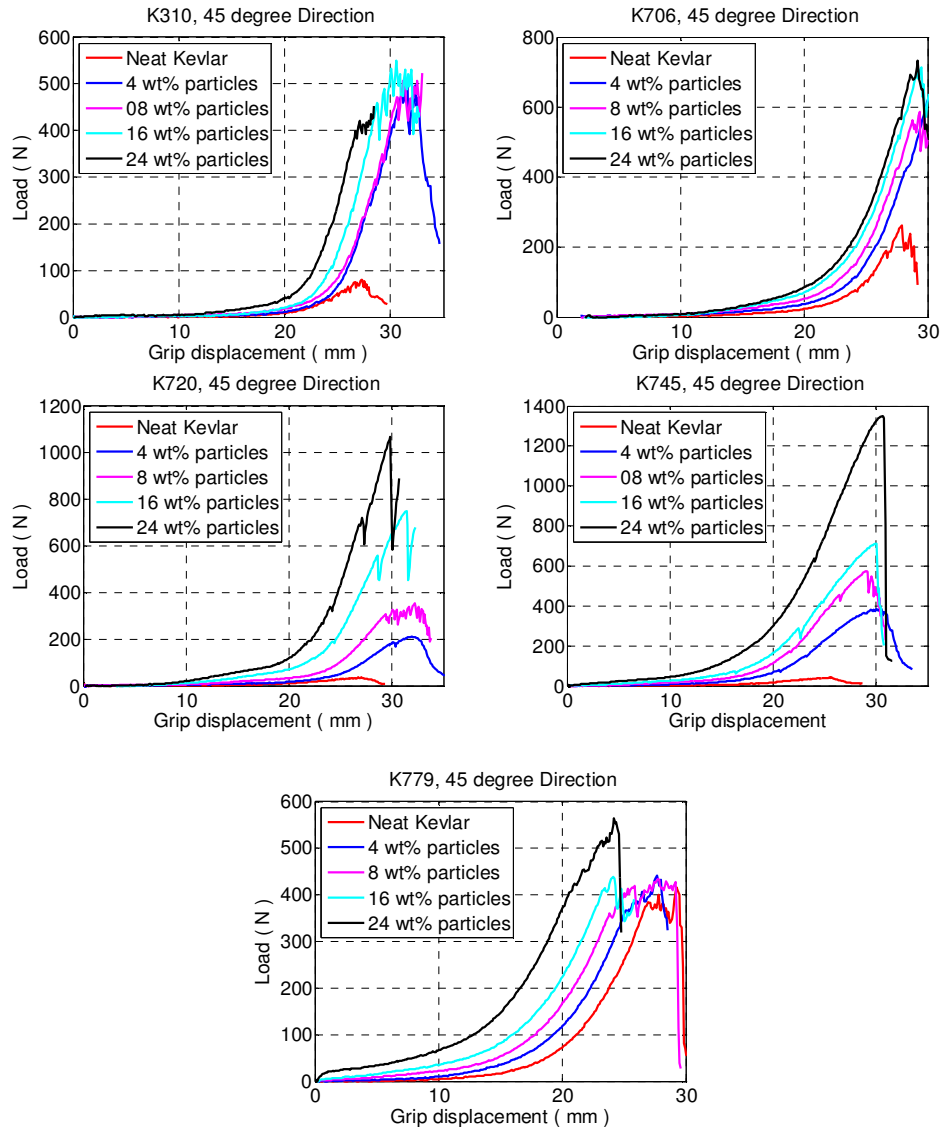 K310, 45 degree Direction
600
500
400
300
200
100
0
Load ( N )
Neat Kevlar
4 wt% particles
08 wt% particles
16 wt% particles
24 wt% particles
0 10 20 30
Grip displacement ( mm )
K706, 45 degree Direction
800
600
400
200
0
Load ( N )
Neat Kevlar
4 wt% particles
8 wt% particles
16 wt% particles
24 wt% particles
0 10 20 30
Grip displacement ( mm )
K720, 45 degree Direction
1200
1000
800
600
400
200
0
Load ( N )
Neat Kevlar
4 wt% particles
8 wt% particles
16 wt% particles
24 wt% particles
0 10 20 30
Grip displacement ( mm )
K745, 45 degree Direction
1400
1200
1000
800
600
400
200
0
Load ( N )
Neat Kevlar
4 wt% particles
08 wt% particles
16 wt% particles
24 wt% particles
0 10 20 30
Grip displacement
K779, 45 degree Direction
600
500
400
300
200
100
0
Load ( N )
Neat Kevlar
4 wt% particles
8 wt% particles
16 wt% particles
24 wt% particles
0 10 20 30
Grip displacement ( mm )